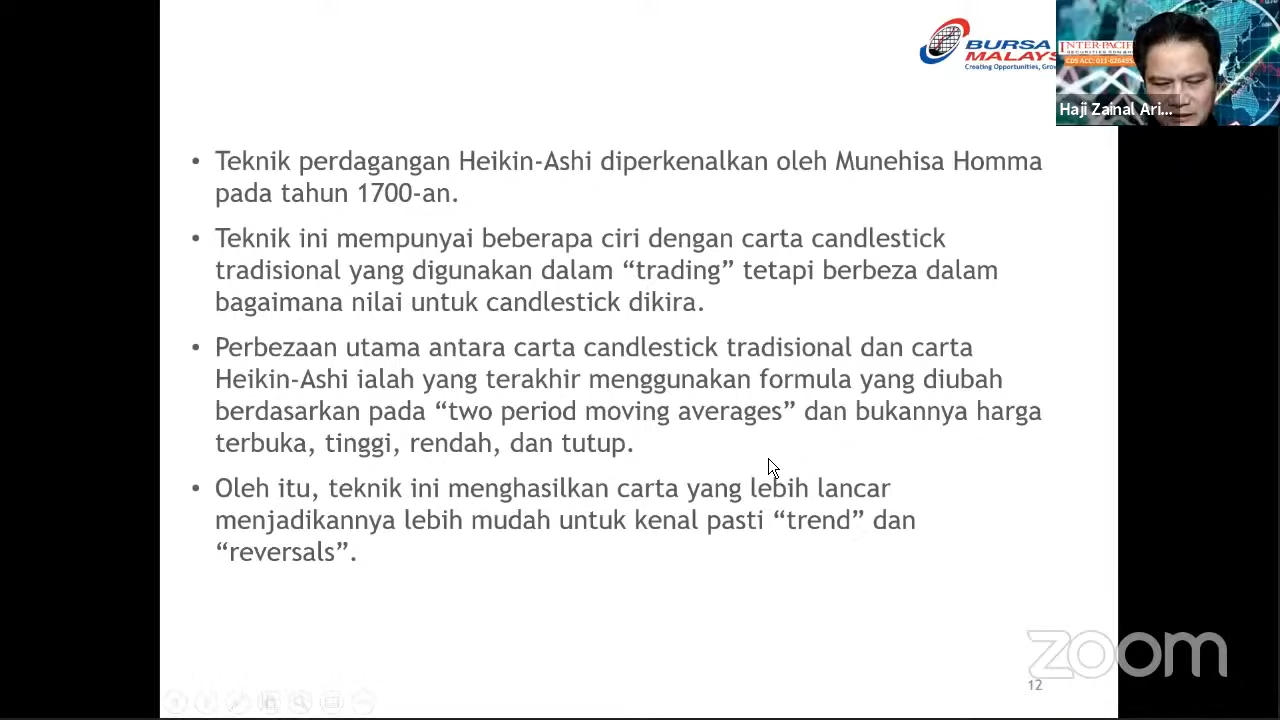 BURSA
MALAYS
Creating Opportunities, Grow
INTER-PACIF
SECURITIES SDN
Haji Zainal Ari...
• Teknik perdagangan Heikin-Ashi diperkenalkan oleh Munehisa Homma
pada tahun 1700-an.
• Teknik ini mempunyai beberapa ciri dengan carta candlestick
tradisional yang digunakan dalam “trading” tetapi berbeza dalam
bagaimana nilai untuk candlestick dikira.
• Perbezaan utama antara carta candlestick tradisional dan carta
Heikin-Ashi ialah yang terakhir menggunakan formula yang diubah
berdasarkan pada “two period moving averages” dan bukannya harga
terbuka, tinggi, rendah, dan tutup.
• Oleh itu, teknik ini menghasilkan carta yang lebih lancar
menjadikannya lebih mudah untuk kenal pasti “trend” dan
“reversals”.
zoom
12